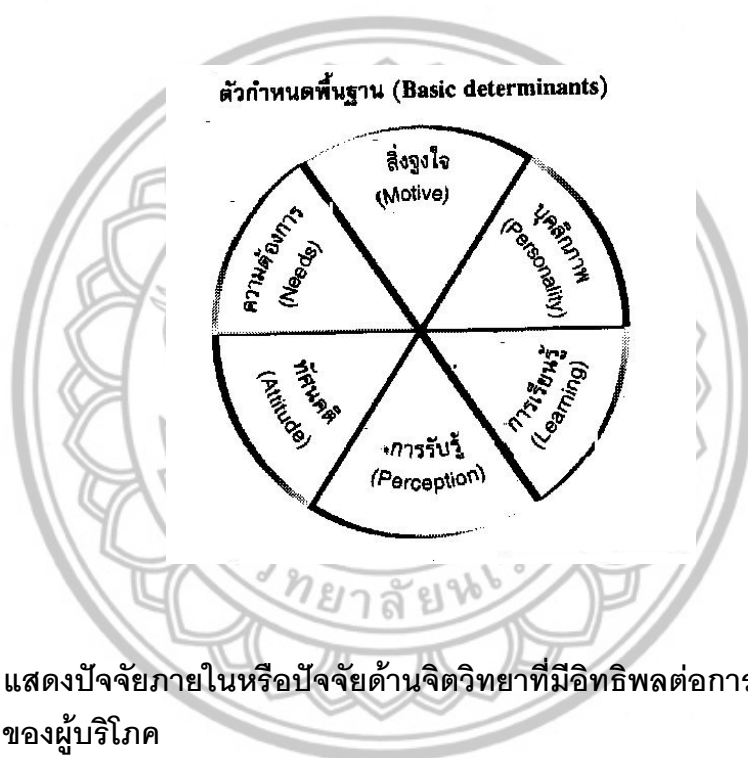 ตัวกำหนดพื้นฐาน (Basic determinants)
สิ่งจูงใจ
(Motive)
บุคลิกภาพ
(Personality)
การเรียนรู้
(Learning)
การรับรู้
(Perception)
ทัศนคติ
(Attitude)
ความต้องการ
(Needs)
แสดงปัจจัยภายในหรือปัจจัยด้านจิตวิทยาที่มีอิทธิพลต่อการ
ของผู้บริโภค